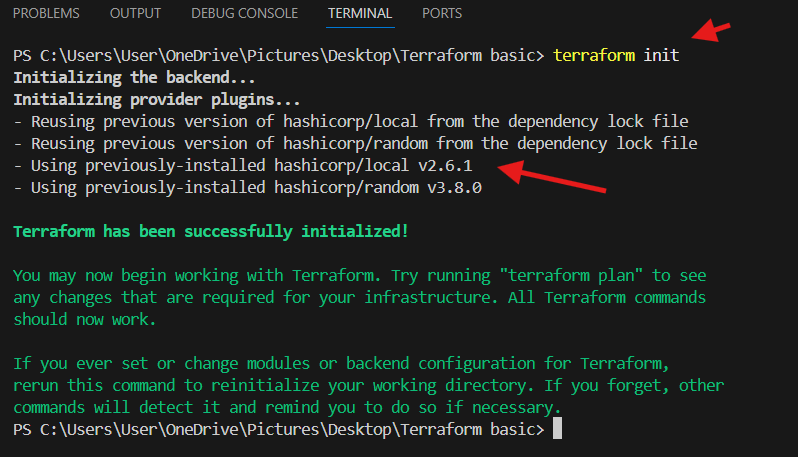 PROBLEMS OUTPUT DEBUG CONSOLE TERMINAL PORTS
PS C:\Users\User\OneDrive\Pictures\Desktop\Terraform basic> terraform init
Initializing the backend...
Initializing provider plugins...
- Reusing previous version of hashicorp/local from the dependency lock file
- Reusing previous version of hashicorp/random from the dependency lock file
- Using previously-installed hashicorp/local v2.6.1
- Using previously-installed hashicorp/random v3.8.0
Terraform has been successfully initialized!
You may now begin working with Terraform. Try running "terraform plan" to see
any changes that are required for your infrastructure. All Terraform commands
should now work.
If you ever set or change modules or backend configuration for Terraform,
rerun this command to reinitialize your working directory. If you forget, other
commands will detect it and remind you to do so if necessary.
PS C:\Users\User\OneDrive\Pictures\Desktop\Terraform basic>